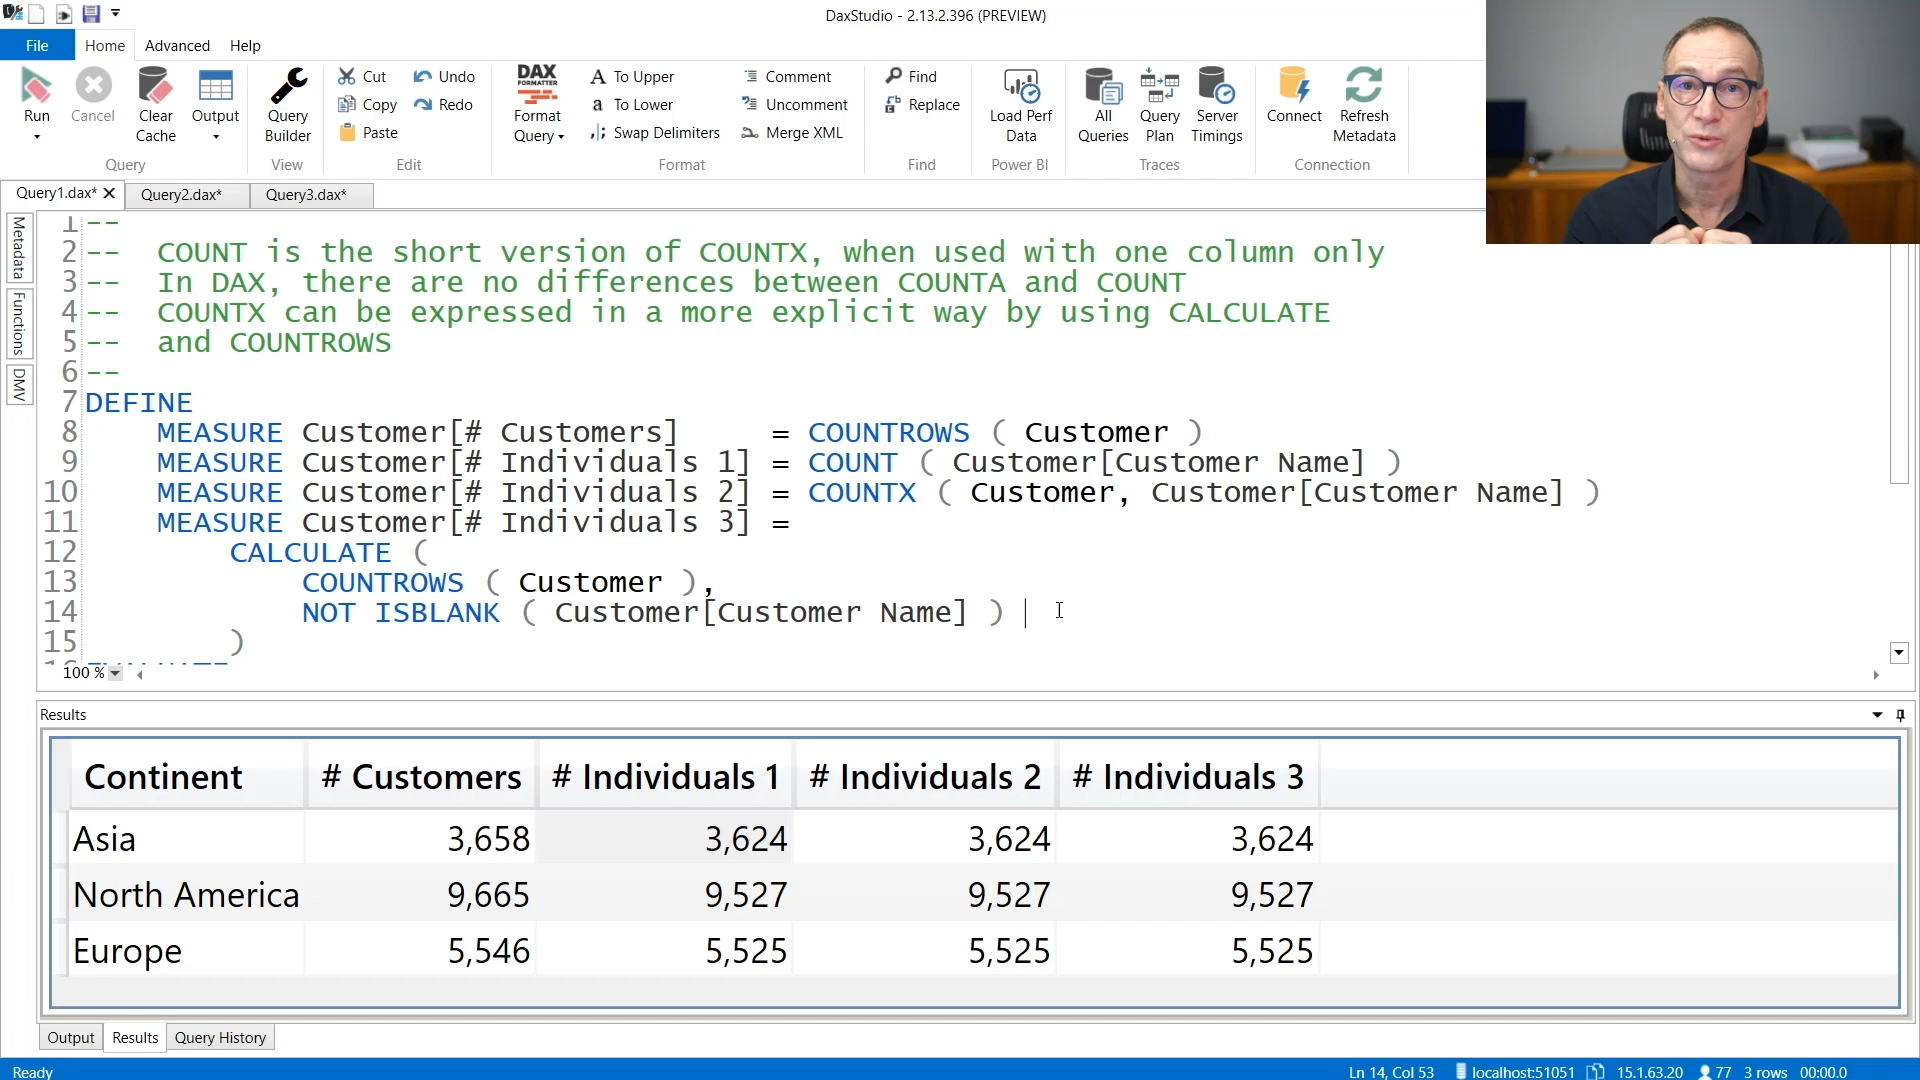 DaxStudio - 2.13.2.396 (PREVIEW)
File Home Advanced Help
Run
Cancel
Clear
Cache
Output
Query
Query
Builder
View
Cut
Copy
Paste
Undo
Redo
Edit
DAX
FORMATTER
Format
Query
To Upper
To Lower
Swap Delimiters
Comment
Uncomment
Merge XML
Format
Find
Replace
Find
Load Perf
Data
Power BI
All
Queries
Query
Plan
Server
Timings
Traces
Connect
Refresh
Metadata
Connection
Query1.dax* Query2.dax* Query3.dax*
Metadata
Functions
DMV
1 --
2 -- COUNT is the short version of COUNTX, when used with one column only
3 -- In DAX, there are no differences between COUNTA and COUNT
4 -- COUNTX can be expressed in a more explicit way by using CALCULATE
5 -- and COUNTROWS
6 --
7 DEFINE
8 MEASURE Customer[# Customers] = COUNTROWS ( Customer )
9 MEASURE Customer[# Individuals 1] = COUNT ( Customer[Customer Name] )
10 MEASURE Customer[# Individuals 2] = COUNTX ( Customer, Customer[Customer Name] )
11 MEASURE Customer[# Individuals 3] =
12 CALCULATE (
13 COUNTROWS ( Customer ),
14 NOT ISBLANK ( Customer[Customer Name] )
15 )
100 %
Results
Continent # Customers # Individuals 1 # Individuals 2 # Individuals 3
Asia 3,658 3,624 3,624 3,624
North America 9,665 9,527 9,527 9,527
Europe 5,546 5,525 5,525 5,525
Output Results Query History
Ready Ln 14, Col 53 localhost:51051 15.1.63.20 77 3 rows 00:00.0